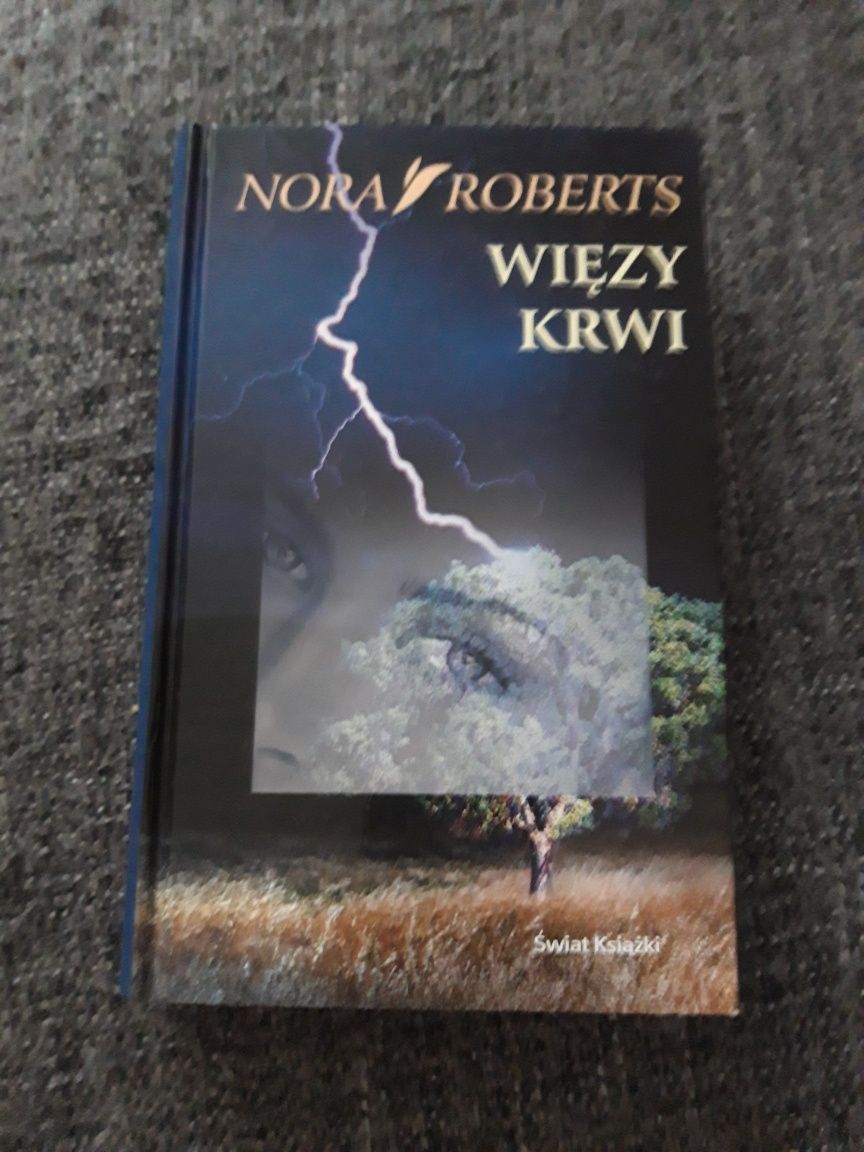 NORA ROBERTS
WIĘZY
KRWI
Świat Książki